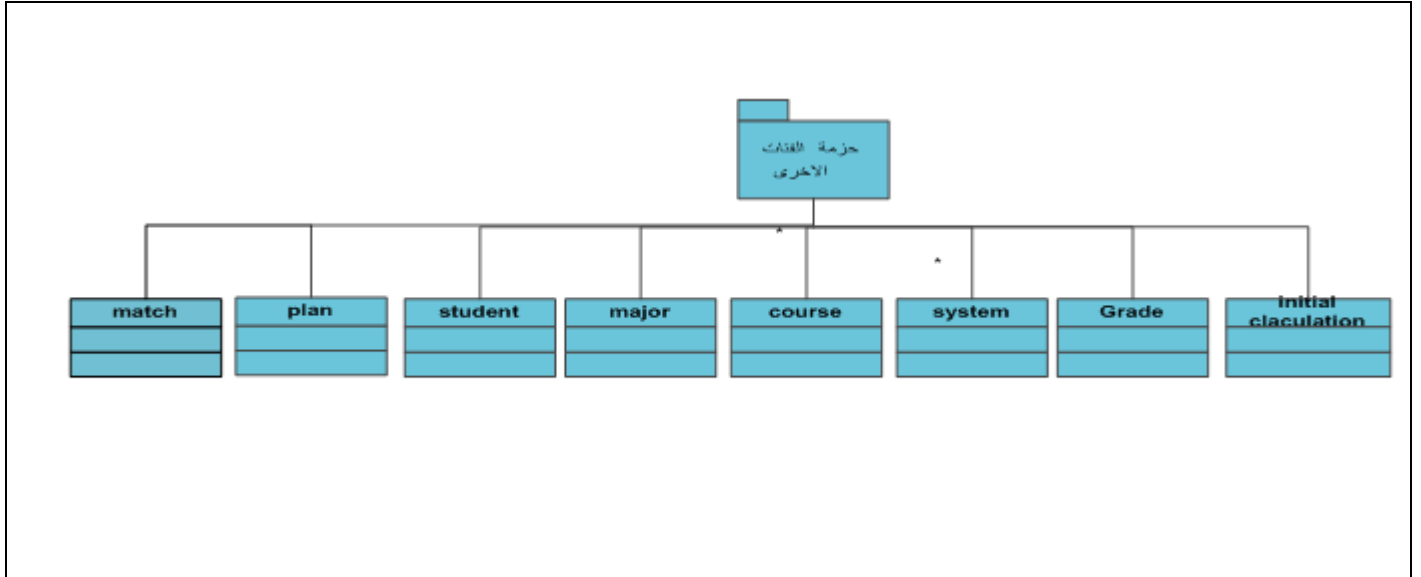 حزمة الفئات
الاخرى
*
*
match
plan
student
major
course
system
Grade
initial
claculation